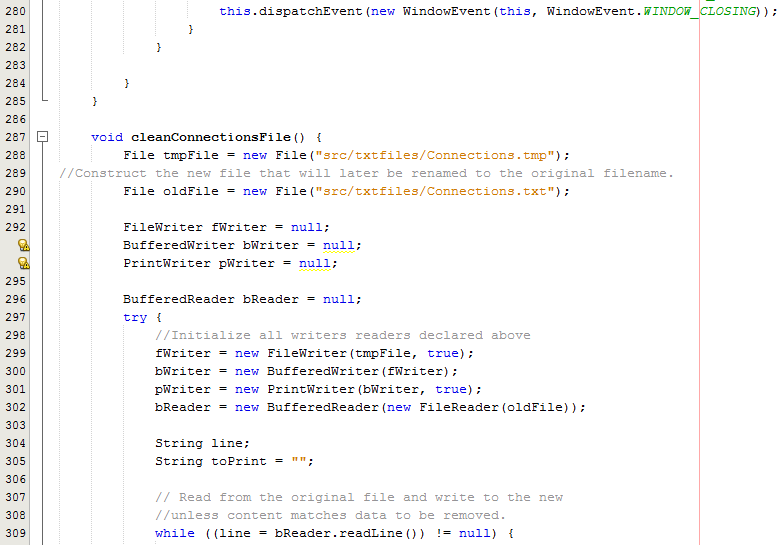 280 this.dispatchEvent(new WindowEvent(this, WindowEvent.WINDOW_CLOSING));
281 }
282 }
283
284 }
285 }
286
287 void cleanConnectionsFile() {
288 File tmpFile = new File("src/txtfiles/Connections.tmp");
289 //Construct the new file that will later be renamed to the original filename.
290 File oldFile = new File("src/txtfiles/Connections.txt");
291
292 FileWriter fWriter = null;
BufferedWriter bWriter = null;
PrintWriter pWriter = null;
295
296 BufferedReader bReader = null;
297 try {
298 //Initialize all writers readers declared above
299 fWriter = new FileWriter(tmpFile, true);
300 bWriter = new BufferedWriter(fWriter);
301 pWriter = new PrintWriter(bWriter, true);
302 bReader = new BufferedReader(new FileReader(oldFile));
303
304 String line;
305 String toPrint = "";
306
307 // Read from the original file and write to the new
308 //unless content matches data to be removed.
309 while ((line = bReader.readLine()) != null) {